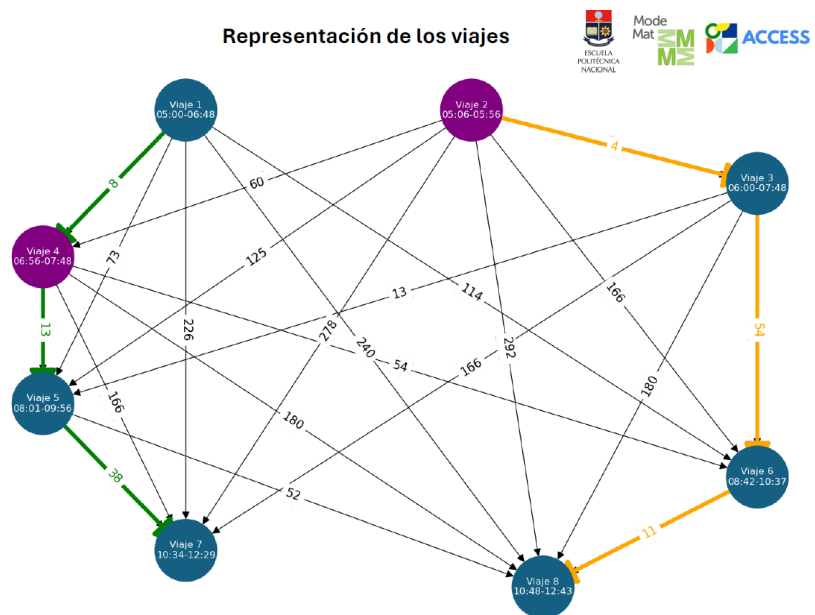 Representación de los viajes
ESCUELA
POLITÉCNICA
NACIONAL
Mode
Mat
MMM
MM
ACCESS
Viaje 1
05:00-06:48
Viaje 2
05:06-05:56
Viaje 3
06:00-07:48
Viaje 4
06:56-07:48
Viaje 5
08:01-09:56
Viaje 6
08:42-10:37
Viaje 7
10:34-12:29
Viaje 8
10:48-12:43
4
8
60
73
125
13
114
166
13
226
278
240
292
54
54
166
180
166
180
38
52
11